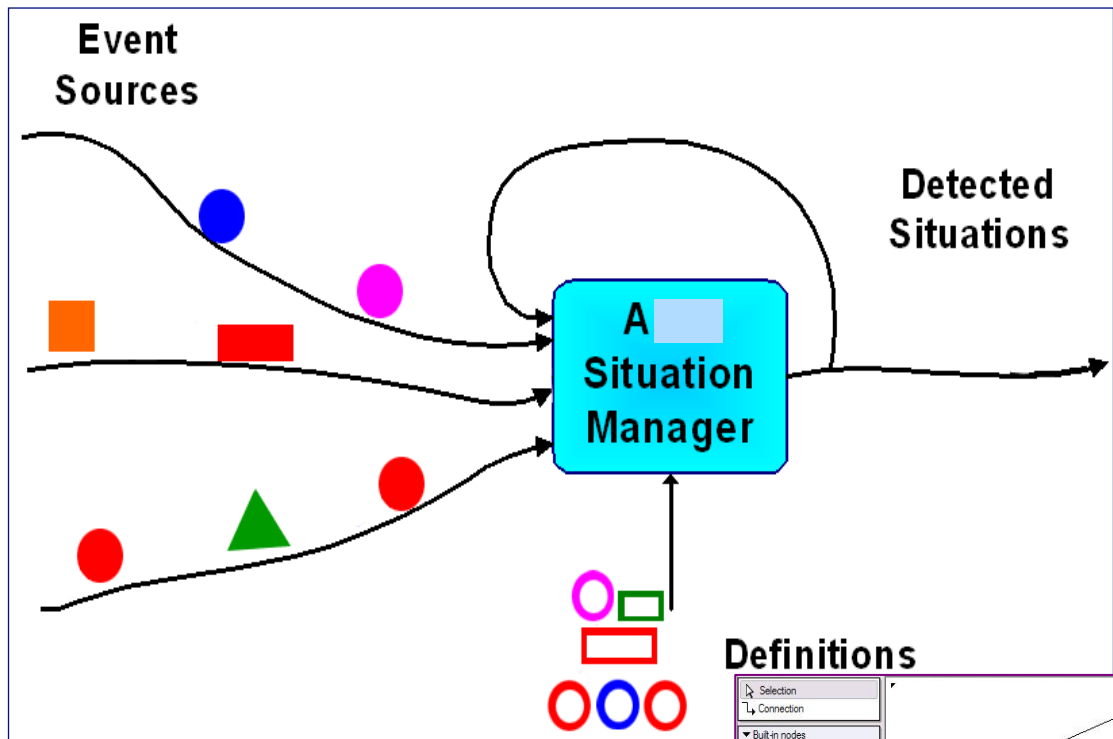 Event
Sources
Detected
Situations
A
Situation
Manager
Definitions
Selection
Connection
Built-in nodes